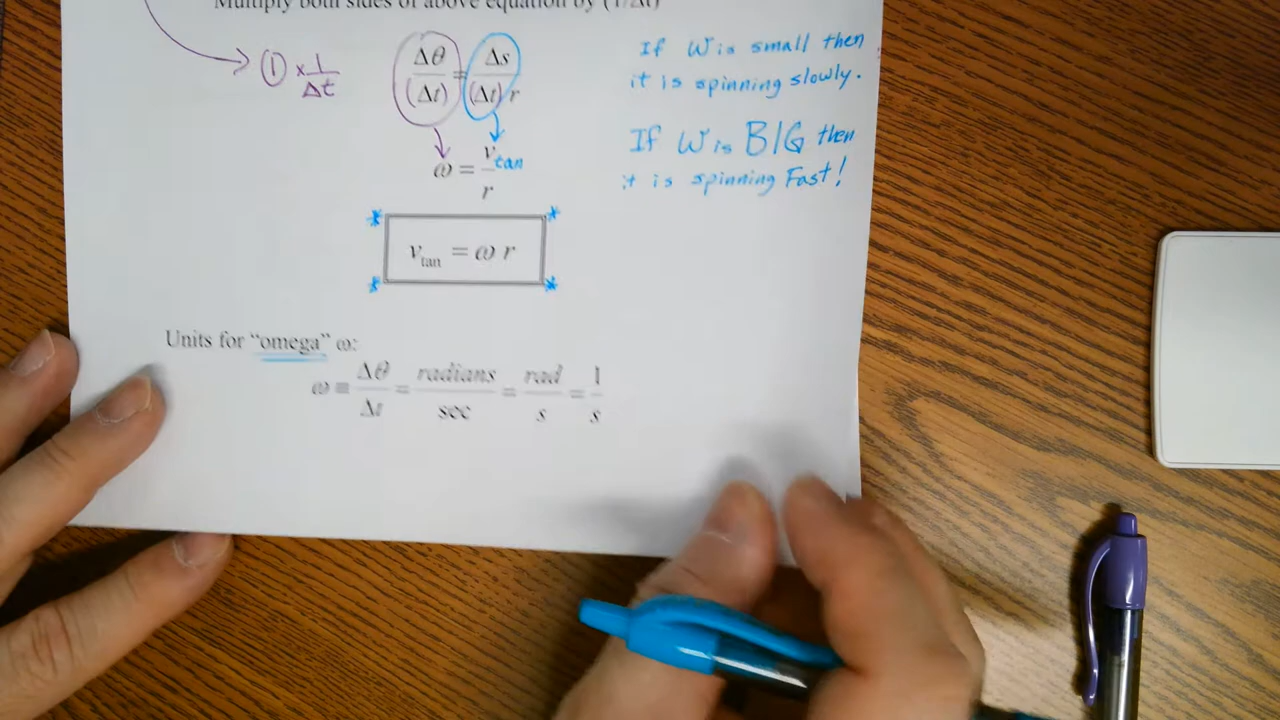 Multiply both sides of above equation by (1/Δt)
① × 1/Δt
Δθ/(Δt) = Δs/(Δt) r
ω = v tan/r
If ω is small then
it is spinning slowly.
If ω is BIG then
it is spinning Fast!
v_tan = ω r
Units for “omega” ω:
ω ≡ Δθ/Δt = radians/sec = rad/s = 1/s